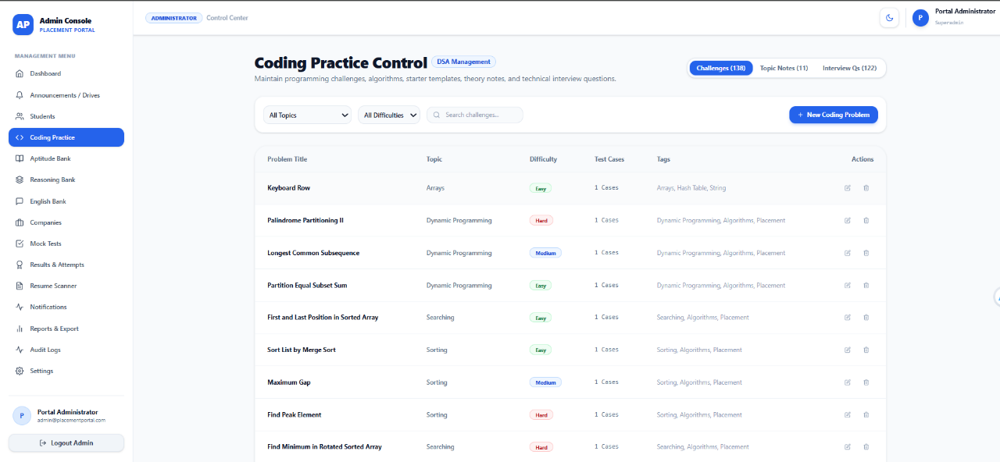 AP
Admin Console
PLACEMENT PORTAL
MANAGEMENT MENU
Dashboard
Announcements / Drives
Students
Coding Practice
Aptitude Bank
Reasoning Bank
English Bank
Companies
Mock Tests
Results & Attempts
Resume Scanner
Notifications
Reports & Export
Audit Logs
Settings
P
Portal Administrator
admin@placementportal.com
Logout Admin
ADMINISTRATOR Control Center
P
Portal Administrator
Superadmin
Coding Practice Control DSA Management
Maintain programming challenges, algorithms, starter templates, theory notes, and technical interview questions.
Challenges (138) Topic Notes (11) Interview Qs (122)
All Topics All Difficulties Search challenges... + New Coding Problem
Problem Title Topic Difficulty Test Cases Tags Actions
Keyboard Row Arrays Easy 1 Cases Arrays, Hash Table, String
Palindrome Partitioning II Dynamic Programming Hard 1 Cases Dynamic Programming, Algorithms, Placement
Longest Common Subsequence Dynamic Programming Medium 1 Cases Dynamic Programming, Algorithms, Placement
Partition Equal Subset Sum Dynamic Programming Easy 1 Cases Dynamic Programming, Algorithms, Placement
First and Last Position in Sorted Array Searching Easy 1 Cases Searching, Algorithms, Placement
Sort List by Merge Sort Sorting Easy 1 Cases Sorting, Algorithms, Placement
Maximum Gap Sorting Medium 1 Cases Sorting, Algorithms, Placement
Find Peak Element Sorting Hard 1 Cases Sorting, Algorithms, Placement
Find Minimum in Rotated Sorted Array Searching Hard 1 Cases Searching, Algorithms, Placement